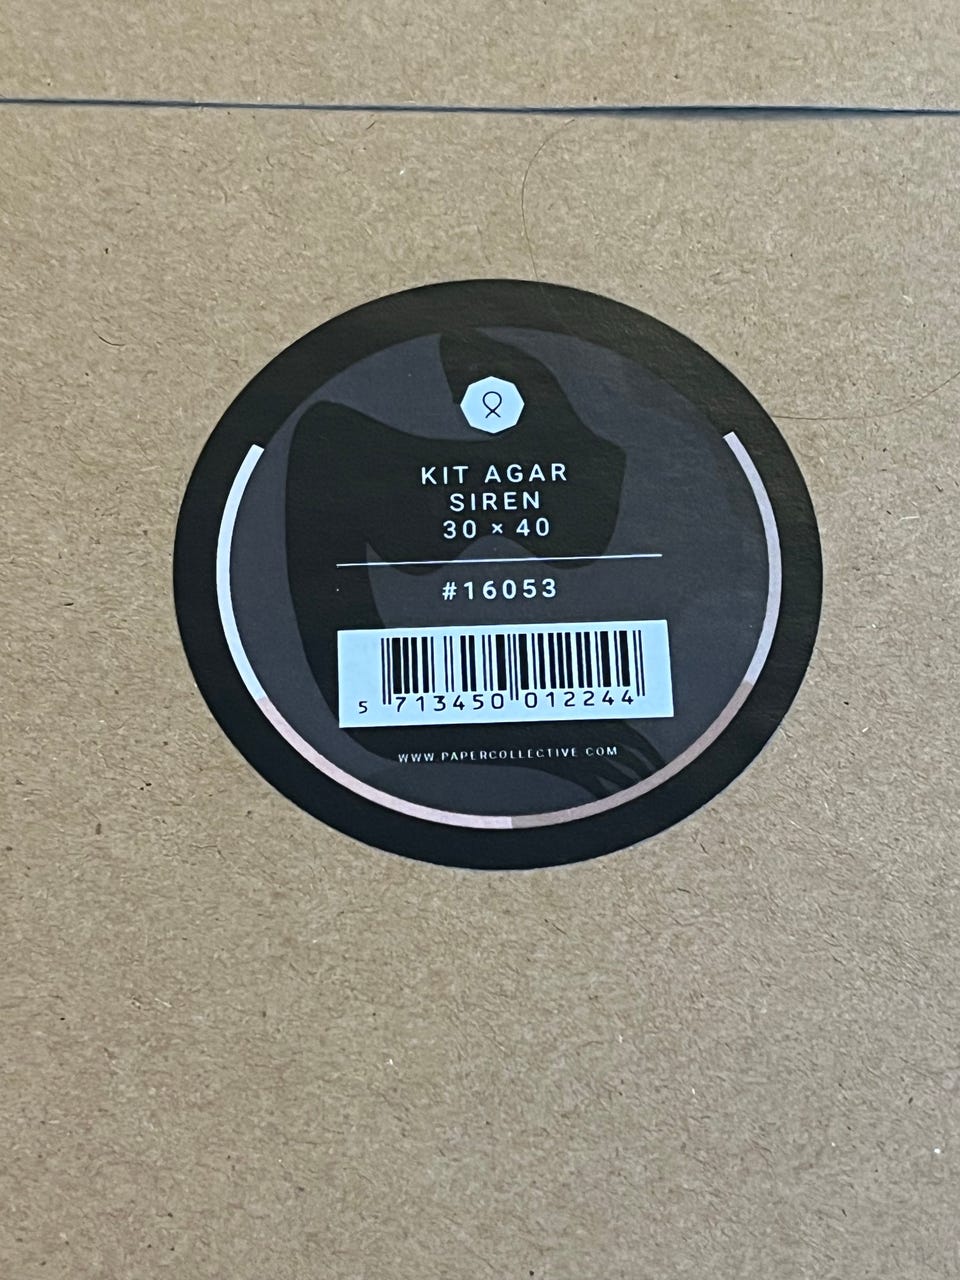 KIT AGAR
SIREN
30 × 40
#16053
5 713450 012244
WWW.PAPERCOLLECTIVE.COM